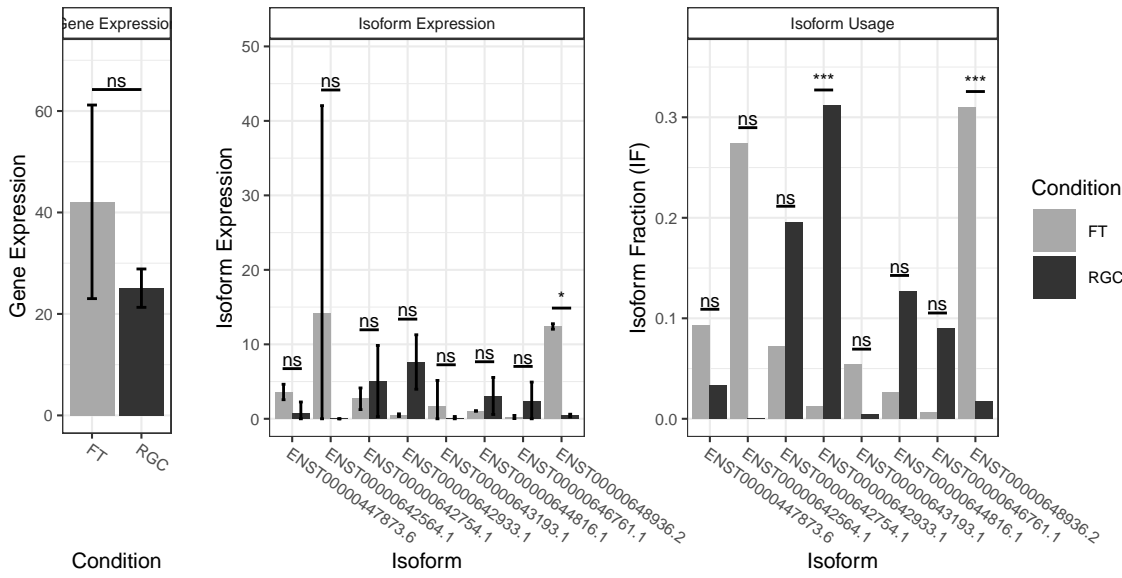 Gene Expression
Isoform Expression
Isoform Usage
Gene Expression
0
20
40
60
ns
FT
RGC
Condition
Isoform Expression
0
10
20
30
40
50
ns
ns
ns
ns
ns
ns
ns
*
ENST00000447873.6
ENST00000642564.1
ENST00000642754.1
ENST00000642933.1
ENST00000643193.1
ENST00000644816.1
ENST00000646761.1
ENST00000648936.2
Isoform
Isoform Fraction (IF)
0.0
0.1
0.2
0.3
ns
ns
ns
***
ns
ns
ns
***
ENST00000447873.6
ENST00000642564.1
ENST00000642754.1
ENST00000642933.1
ENST00000643193.1
ENST00000644816.1
ENST00000646761.1
ENST00000648936.2
Isoform
Condition
FT
RGC